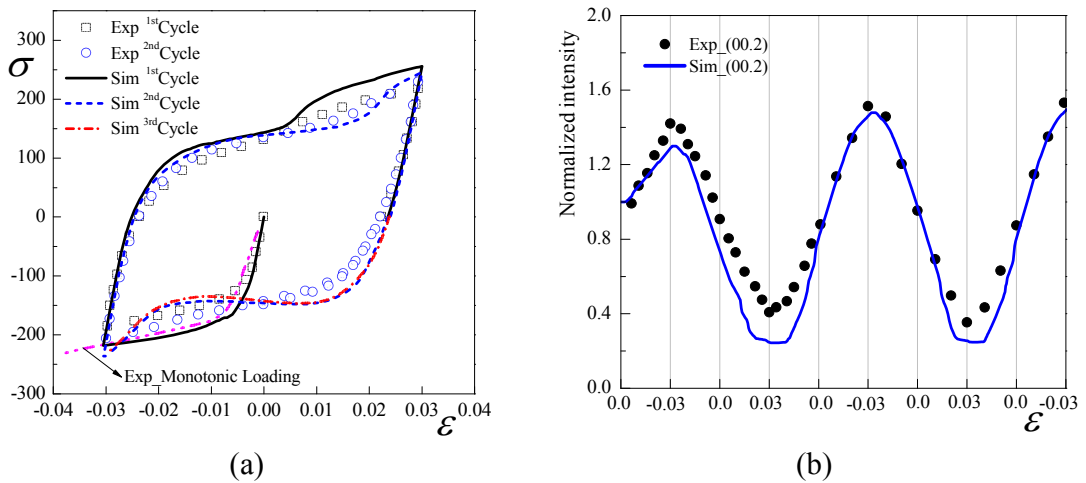 σ
300
200
100
0
-100
-200
-300
Exp 1stCycle
Exp 2ndCycle
Sim 1stCycle
Sim 2ndCycle
Sim 3rdCycle
Exp_Monotonic Loading
-0.04 -0.03 -0.02 -0.01 0.00 0.01 0.02 0.03 0.04
ε
(a)
Normalized intensity
2.0
1.6
1.2
0.8
0.4
0.0
Exp_(00.2)
Sim_(00.2)
0.0 -0.03 0.0 0.03 0.0 -0.03 0.0 0.03 0.0 -0.03
ε
(b)